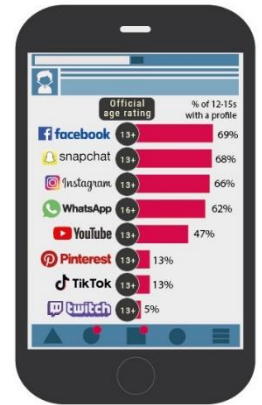 Official
age rating
% of 12-15s
with a profile
facebook 13+ 69%
snapchat 13+ 68%
Instagram 13+ 66%
WhatsApp 16+ 62%
YouTube 13+ 47%
Pinterest 13+ 13%
TikTok 13+ 13%
twitch 13+ 5%